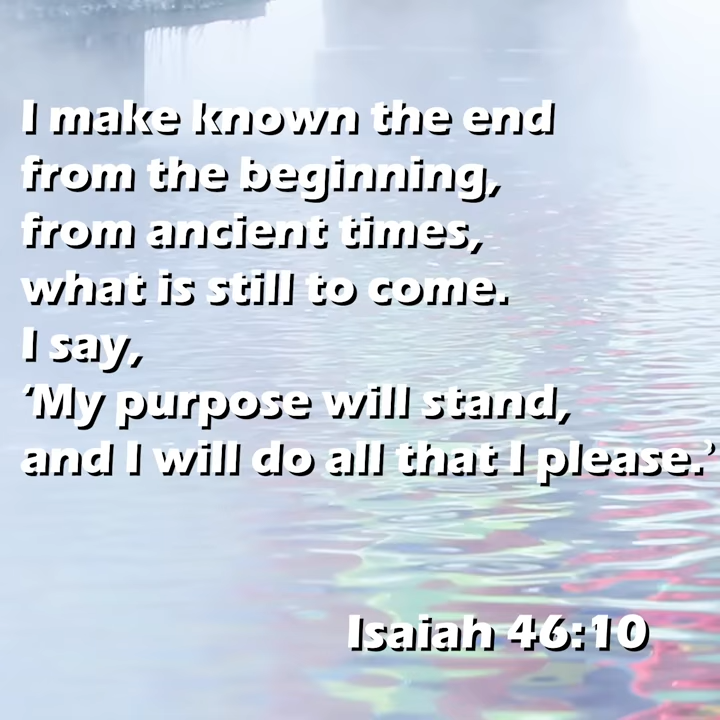 I make known the end
from the beginning,
from ancient times,
what is still to come.
I say,
‘My purpose will stand,
and I will do all that I please.’
Isaiah 46:10